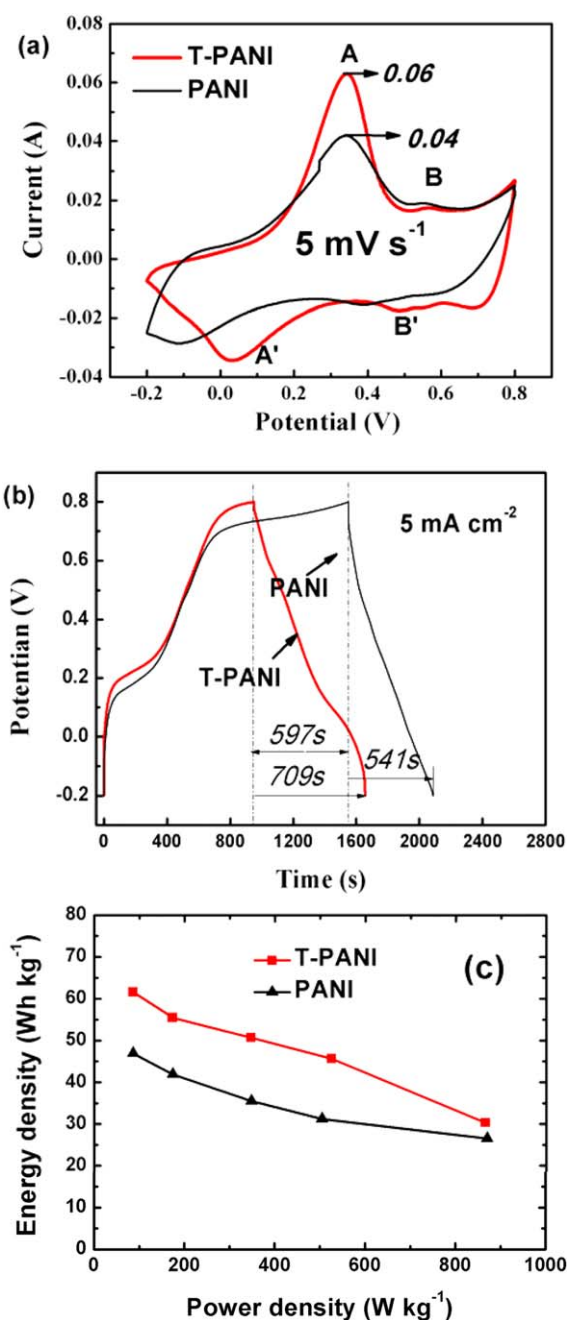 (a)
T-PANI
PANI
A
0.06
0.04
B
5 mV s⁻¹
A'
B'
0.08
0.06
0.04
0.02
0.00
-0.02
-0.04
Current (A)
-0.2 0.0 0.2 0.4 0.6 0.8
Potential (V)
(b)
5 mA cm⁻²
PANI
T-PANI
597s
709s
541s
0.8
0.6
0.4
0.2
0.0
-0.2
Potentian (V)
0 400 800 1200 1600 2000 2400 2800
Time (s)
(c)
T-PANI
PANI
80
70
60
50
40
30
20
10
0
Energy density (Wh kg⁻¹)
0 200 400 600 800 1000
Power density (W kg⁻¹)